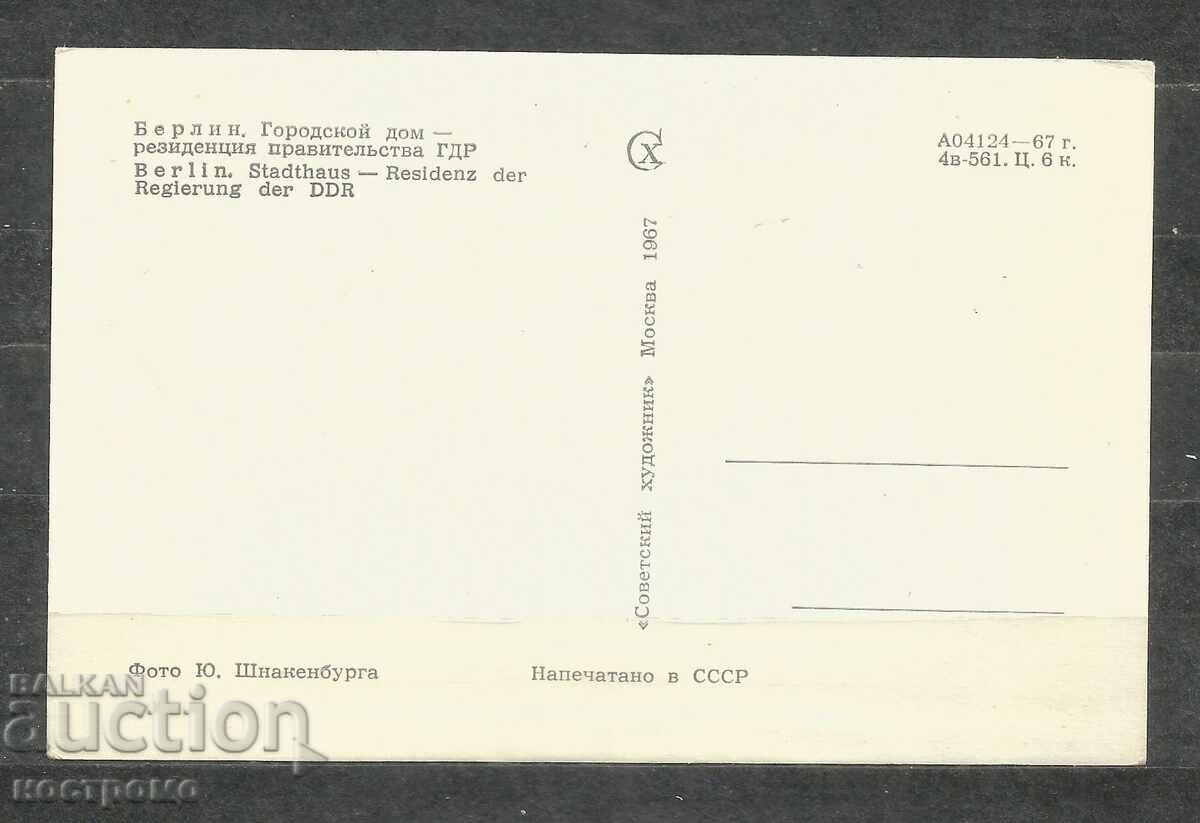 Берлин. Городской дом —
резиденция правительства ГДР
Berlin. Stadthaus — Residenz der
Regierung der DDR
СХ
А04124—67 г.
4в-561. Ц. 6 к.
«Советский художник» Москва 1967
Фото Ю. Шнакенбурга
Напечатано в СССР
BALKAN
auction
костромо